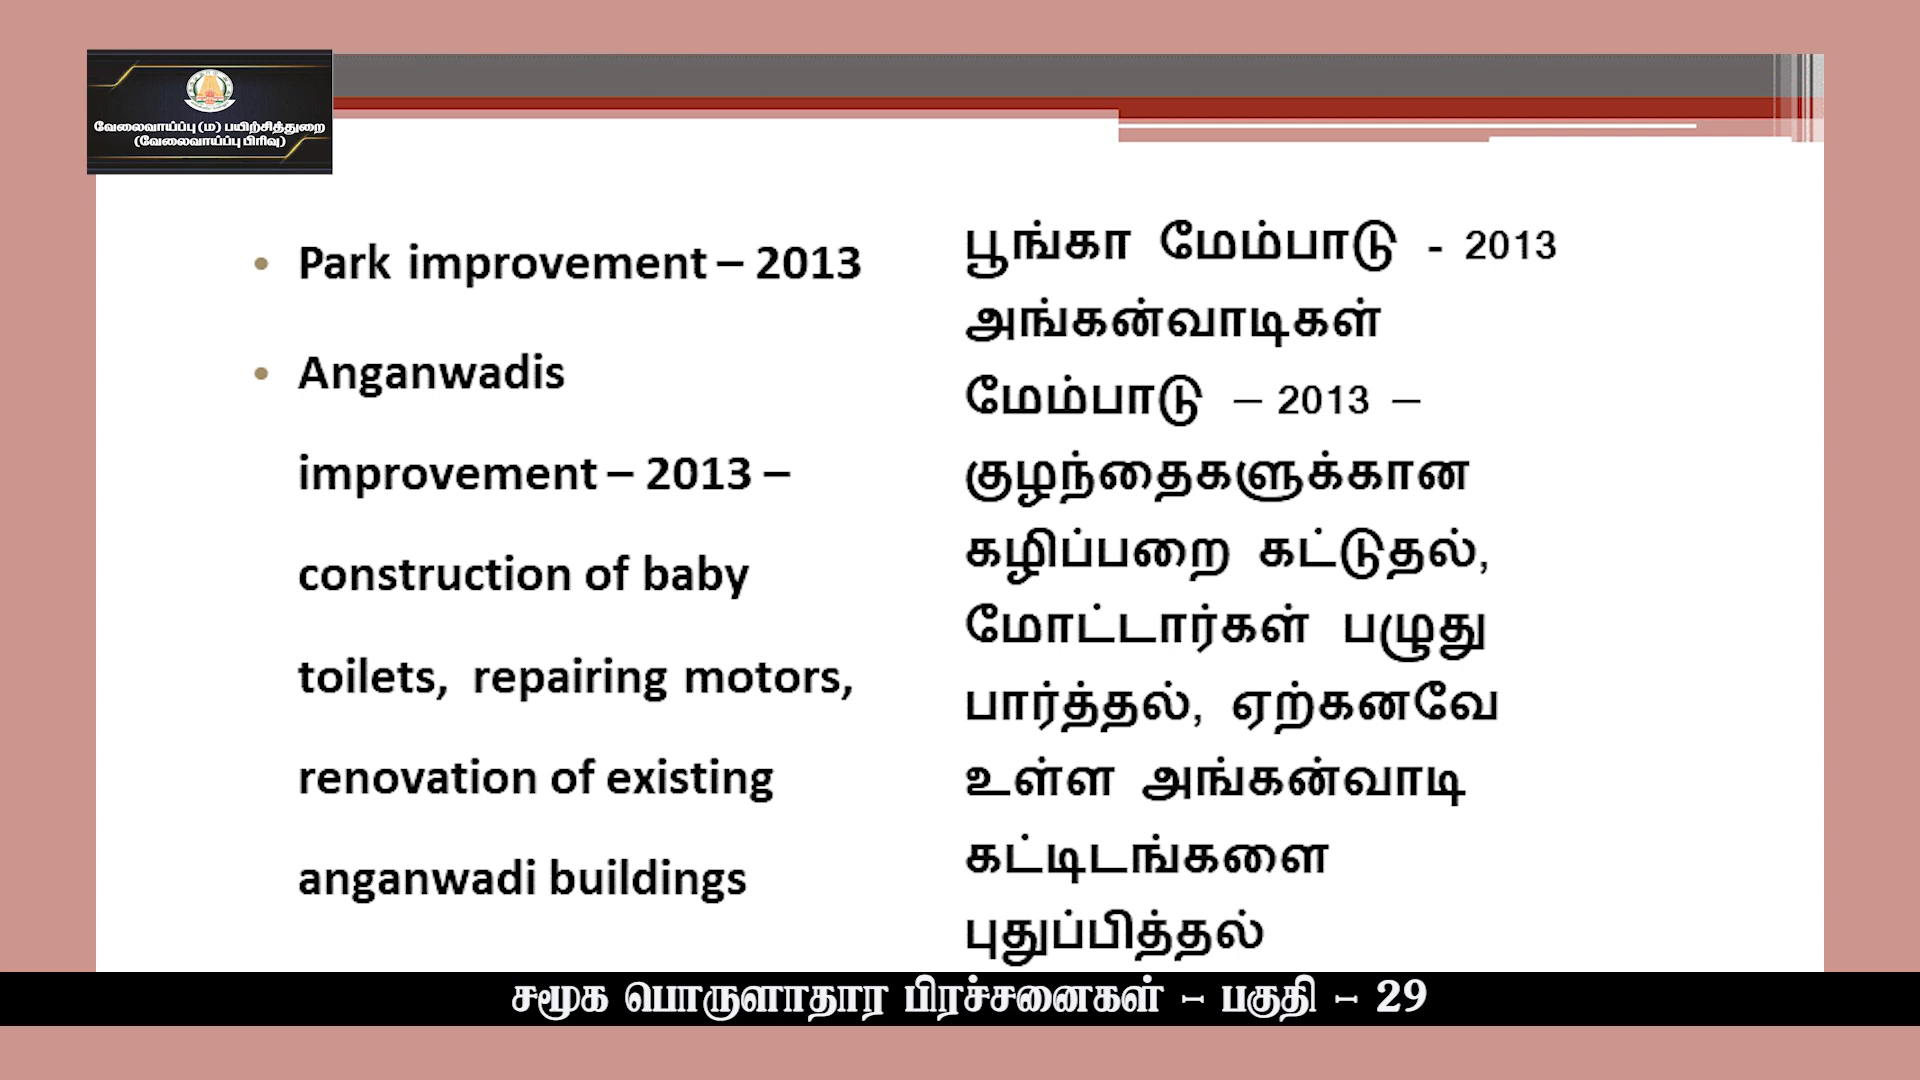 வேலைவாய்ப்பு (ம) பயிற்சித்துறை
(வேலைவாய்ப்பு பிரிவு)
• Park improvement – 2013
• Anganwadis
improvement – 2013 –
construction of baby
toilets, repairing motors,
renovation of existing
anganwadi buildings
பூங்கா மேம்பாடு - 2013
அங்கன்வாடிகள்
மேம்பாடு – 2013 –
குழந்தைகளுக்கான
கழிப்பறை கட்டுதல்,
மோட்டார்கள் பழுது
பார்த்தல், ஏற்கனவே
உள்ள அங்கன்வாடி
கட்டிடங்களை
புதுப்பித்தல்
சமூக பொருளாதார பிரச்சனைகள் – பகுதி – 29